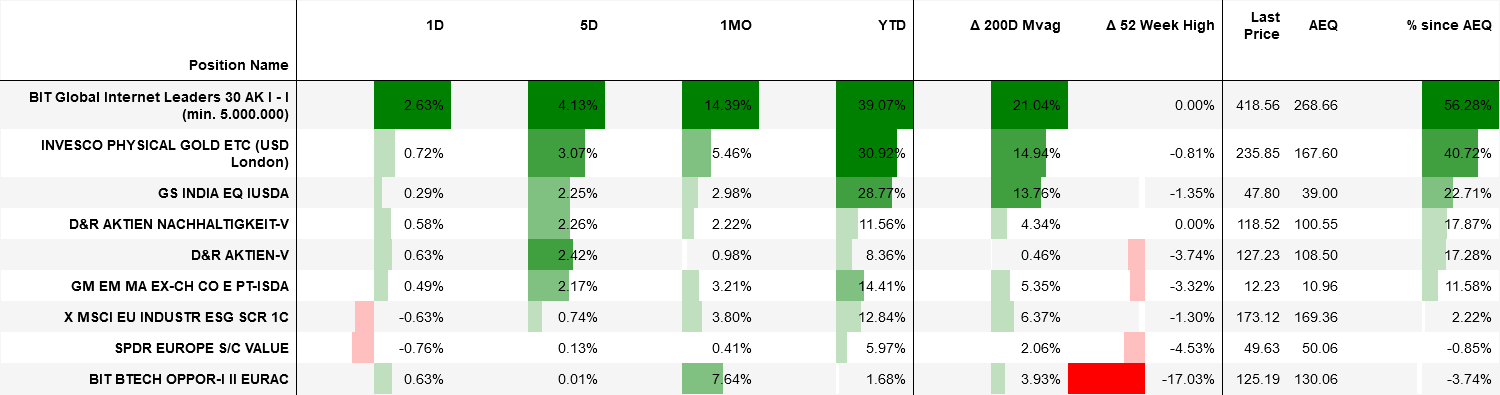 Position Name 1D 5D 1MO YTD Δ 200D Mvag Δ 52 Week High Last Price AEQ % since AEQ
BIT Global Internet Leaders 30 AK I - I
(min. 5.000.000) 2.63% 4.13% 14.39% 39.07% 21.04% 0.00% 418.56 268.66 56.28%
INVESCO PHYSICAL GOLD ETC (USD
London) 0.72% 3.07% 5.46% 30.92% 14.94% -0.81% 235.85 167.60 40.72%
GS INDIA EQ IUSDA 0.29% 2.25% 2.98% 28.77% 13.76% -1.35% 47.80 39.00 22.71%
D&R AKTIEN NACHHALTIGKEIT-V 0.58% 2.26% 2.22% 11.56% 4.34% 0.00% 118.52 100.55 17.87%
D&R AKTIEN-V 0.63% 2.42% 0.98% 8.36% 0.46% -3.74% 127.23 108.50 17.28%
GM EM MA EX-CH CO E PT-ISDA 0.49% 2.17% 3.21% 14.41% 5.35% -3.32% 12.23 10.96 11.58%
X MSCI EU INDUSTR ESG SCR 1C -0.63% 0.74% 3.80% 12.84% 6.37% -1.30% 173.12 169.36 2.22%
SPDR EUROPE S/C VALUE -0.76% 0.13% 0.41% 5.97% 2.06% -4.53% 49.63 50.06 -0.85%
BIT BTECH OPPOR-I II EURAC 0.63% 0.01% 7.64% 1.68% 3.93% -17.03% 125.19 130.06 -3.74%